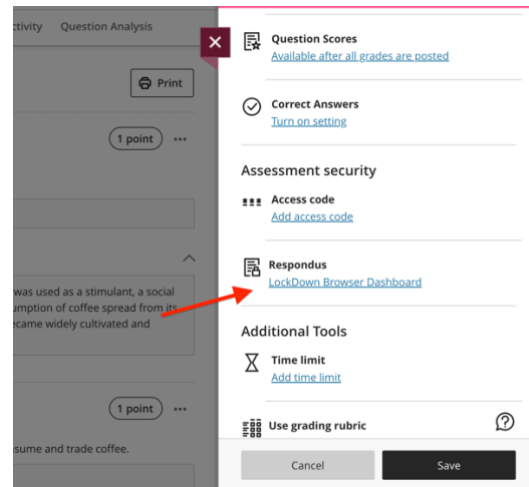 ctivity Question Analysis
Print
1 point
was used as a stimulant, a social
umption of coffee spread from its
ecame widely cultivated and
1 point
sume and trade coffee.
Question Scores
Available after all grades are posted
Correct Answers
Turn on setting
Assessment security
Access code
Add access code
Respondus
LockDown Browser Dashboard
Additional Tools
Time limit
Add time limit
Use grading rubric
Cancel Save